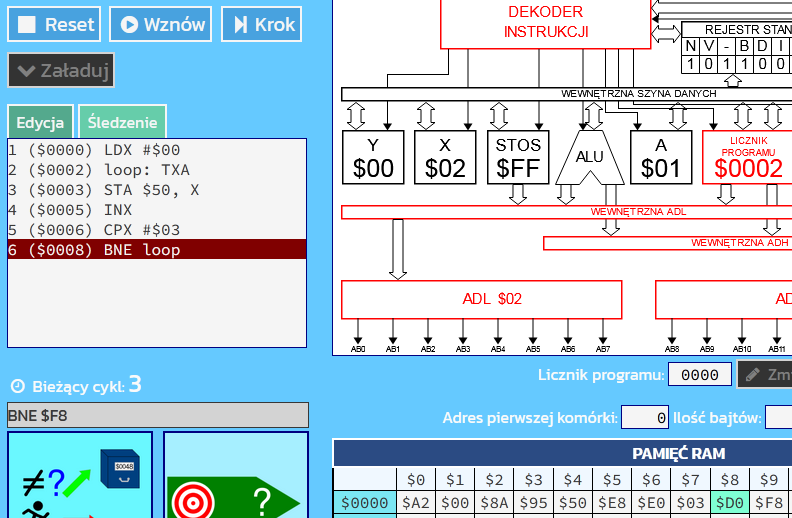 Reset
Wznów
Krok
Załaduj
Edycja
Śledzenie
1 ($0000) LDX #$00
2 ($0002) loop: TXA
3 ($0003) STA $50, X
4 ($0005) INX
5 ($0006) CPX #$03
6 ($0008) BNE loop
Bieżący cykl: 3
BNE $F8
≠?
$0048
?
DEKODER
INSTRUKCJI
REJESTR STAN
N V - B D I
1 0 1 1 0 0
WEWNĘTRZNA SZYNA DANYCH
Y
$00
X
$02
STOS
$FF
ALU
A
$01
LICZNIK
PROGRAMU
$0002
WEWNĘTRZNA ADL
WEWNĘTRZNA ADH
ADL $02
AD
AB0 AB1 AB2 AB3 AB4 AB5 AB6 AB7 AB8 AB9 AB10 AB11
Licznik programu: 0000
Zmi
Adres pierwszej komórki: 0 Ilość bajtów:
PAMIĘĆ RAM
$0 $1 $2 $3 $4 $5 $6 $7 $8 $9
$0000 $A2 $00 $8A $95 $50 $E8 $E0 $03 $D0 $F8